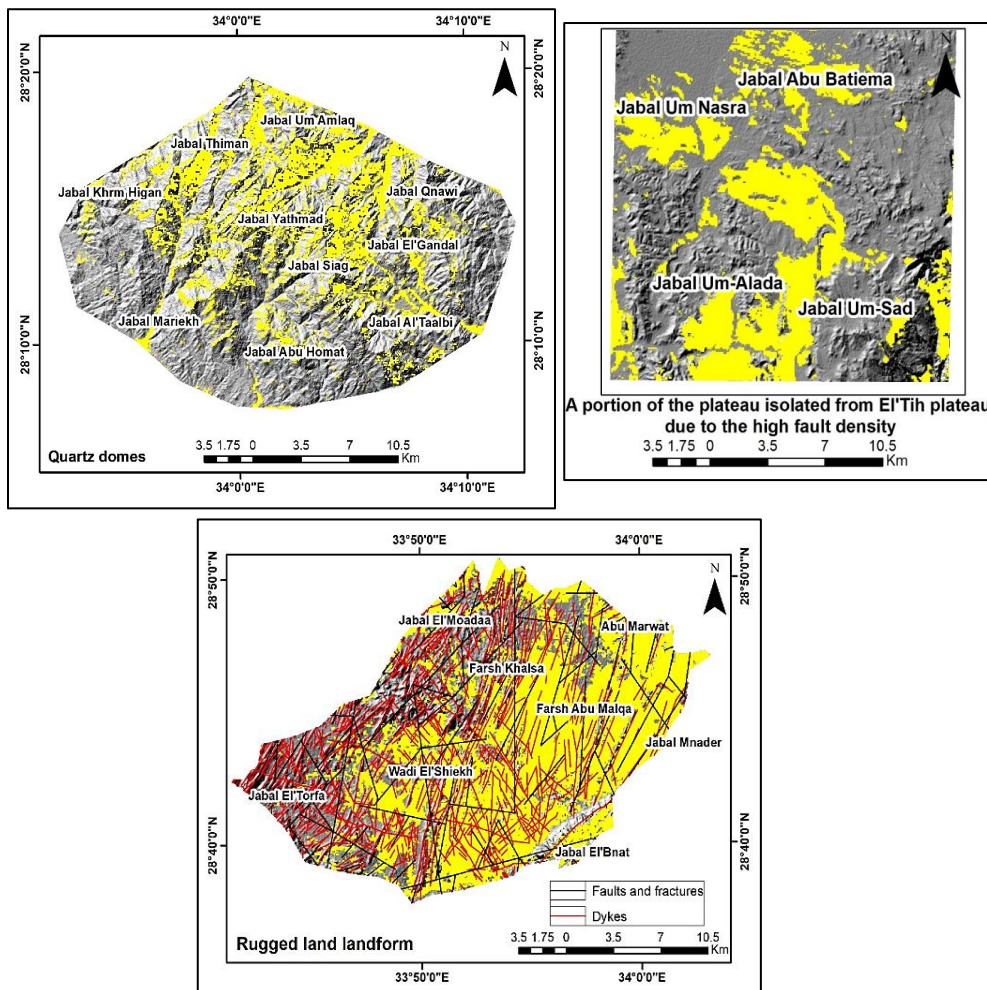 34°0'0"E 34°10'0"E
N
28°20'0"N 28°20'0"N
Jabal Um Amlaq
Jabal Thiman
Jabal Khrm Higan
Jabal Qnawi
Jabal Yathmad
Jabal El'Gandal
Jabal Siag
Jabal Mariekh
Jabal Al'Taalbi
Jabal Abu Homat
28°10'0"N 28°10'0"N
Quartz domes
3.5 1.75 0 3.5 7 10.5
Km
34°0'0"E 34°10'0"E
N
Jabal Abu Batiema
Jabal Um Nasra
Jabal Um-Alada
Jabal Um-Sad
A portion of the plateau isolated from El'Tih plateau
due to the high fault density
3.5 1.75 0 3.5 7 10.5
Km
33°50'0"E 34°0'0"E
N
28°50'0"N 28°50'0"N
Jabal El'Moadaa
Abu Marwat
Farsh Khalsa
Farsh Abu Malqa
Jabal Mnader
Wadi El'Shiekh
Jabal El'Torfa
28°40'0"N 28°40'0"N
Jabal El'Bnat
Faults and fractures
Dykes
Rugged land landform
3.5 1.75 0 3.5 7 10.5
Km
33°50'0"E 34°0'0"E